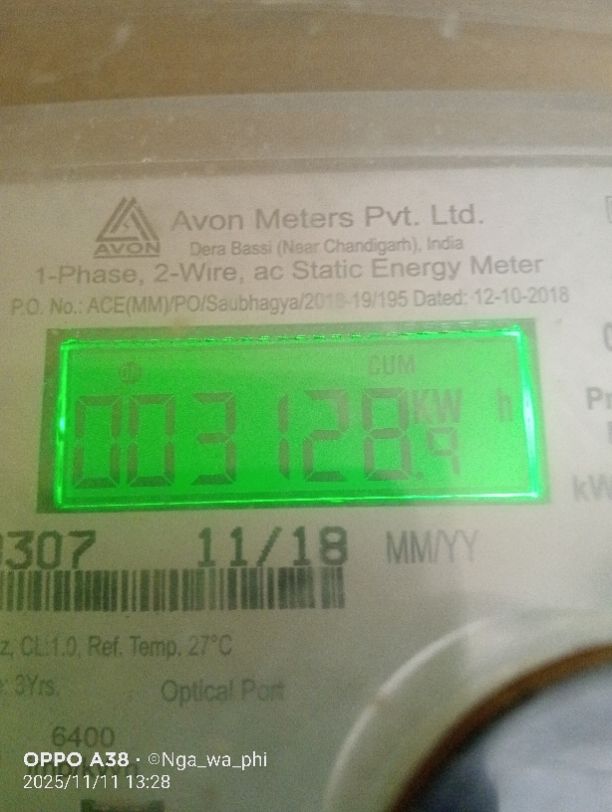 Avon Meters Pvt. Ltd.
AVON
Dera Bassi (Near Chandigarh), India
1-Phase, 2-Wire, ac Static Energy Meter
P.O. No.: ACE(MM)/PO/Saubhagya/2018-19/195 Dated: 12-10-2018
CUM
003128.9 KW h
0307 11/18 MM/YY
z, CL:1.0, Ref. Temp. 27°C
e: 3Yrs. Optical Port
6400
OPPO A38 · ©Nga_wa_phi
2025/11/11 13:28